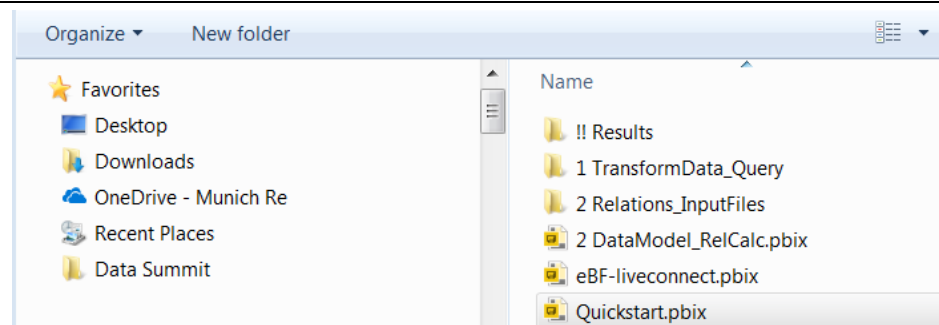 Organize New folder
Favorites
Desktop
Downloads
OneDrive - Munich Re
Recent Places
Data Summit
Name
!! Results
1 TransformData_Query
2 Relations_InputFiles
2 DataModel_RelCalc.pbix
eBF-liveconnect.pbix
Quickstart.pbix